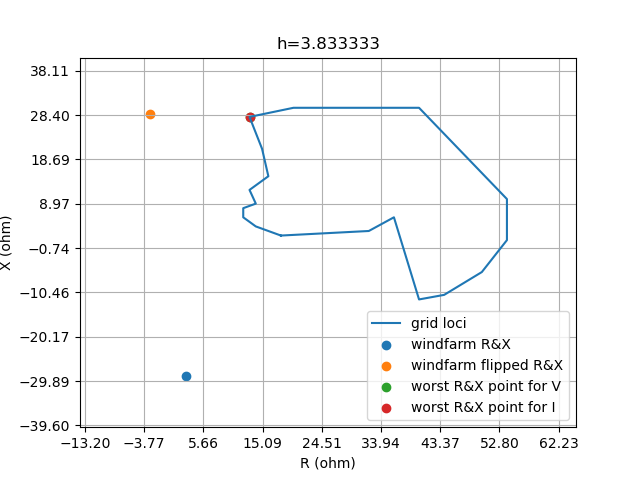 h=3.833333
38.11
28.40
18.69
8.97
−0.74
−10.46
−20.17
−29.89
−39.60
X (ohm)
grid loci
windfarm R&X
windfarm flipped R&X
worst R&X point for V
worst R&X point for I
−13.20 −3.77 5.66 15.09 24.51 33.94 43.37 52.80 62.23
R (ohm)